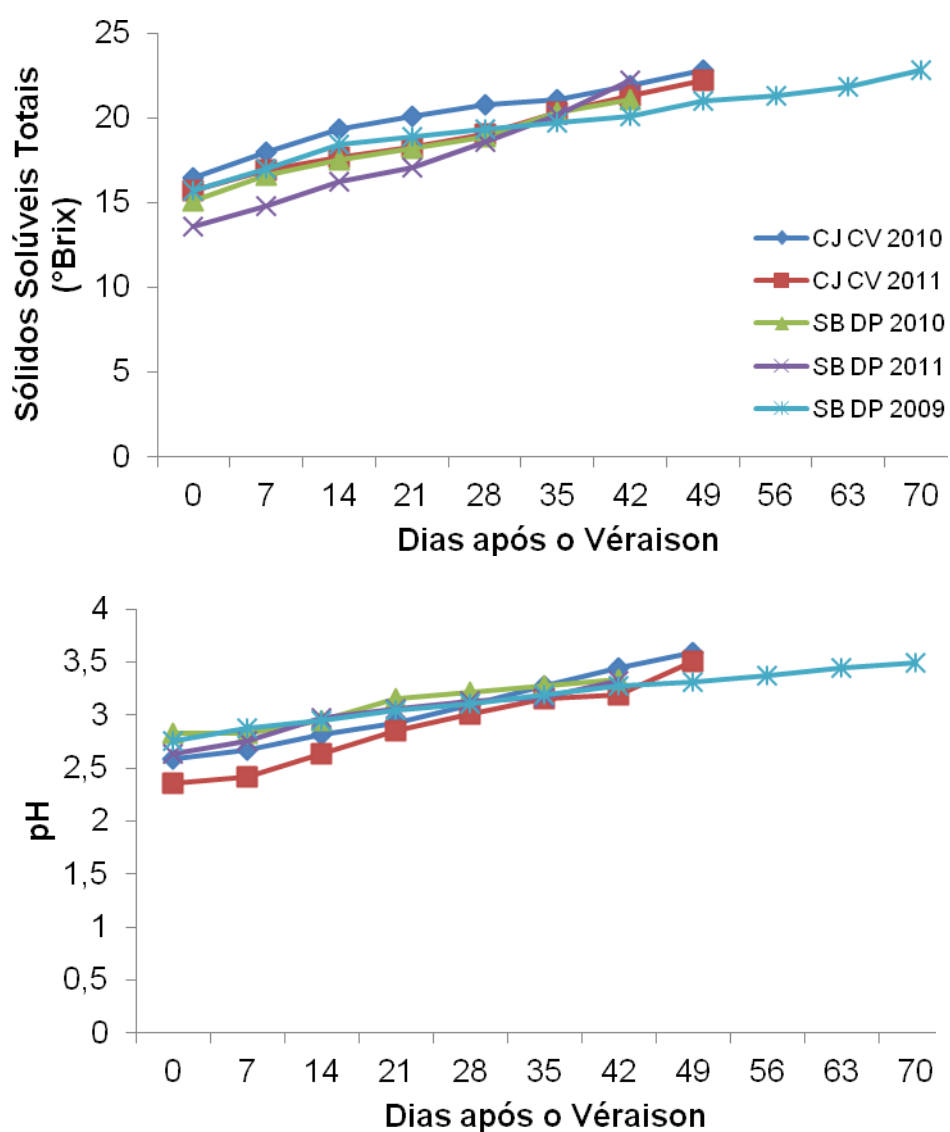 25
20
15
10
5
0
Sólidos Solúveis Totais
(°Brix)
CJ CV 2010
CJ CV 2011
SB DP 2010
SB DP 2011
SB DP 2009
0 7 14 21 28 35 42 49 56 63 70
Dias após o Véraison
4
3,5
3
2,5
2
1,5
1
0,5
0
pH
0 7 14 21 28 35 42 49 56 63 70
Dias após o Véraison